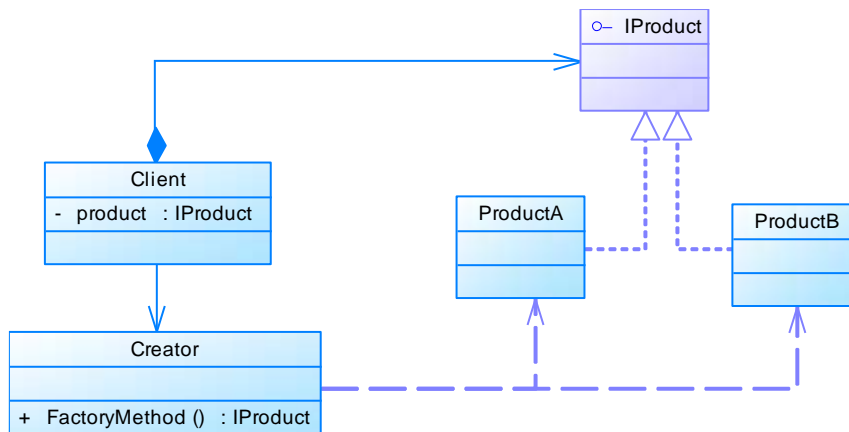 IProduct
Client
- product : IProduct
ProductA
ProductB
Creator
+ FactoryMethod () : IProduct